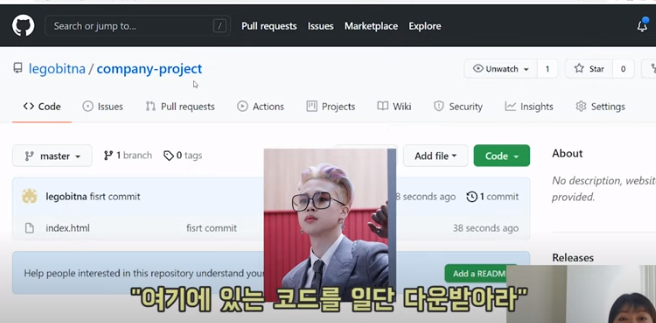 Search or jump to...
/
Pull requests Issues Marketplace Explore
legobitna / company-project
Unwatch 1 Star 0
Code Issues Pull requests Actions Projects Wiki Security Insights Settings
master 1 branch 0 tags Add file Code About
legobitna fisrt commit 8 seconds ago 1 commit No description, website
provided.
index.html fisrt commit 38 seconds ago
Releases
Help people interested in this repository understand your Add a README
"여기에 있는 코드를 일단 다운받아라"